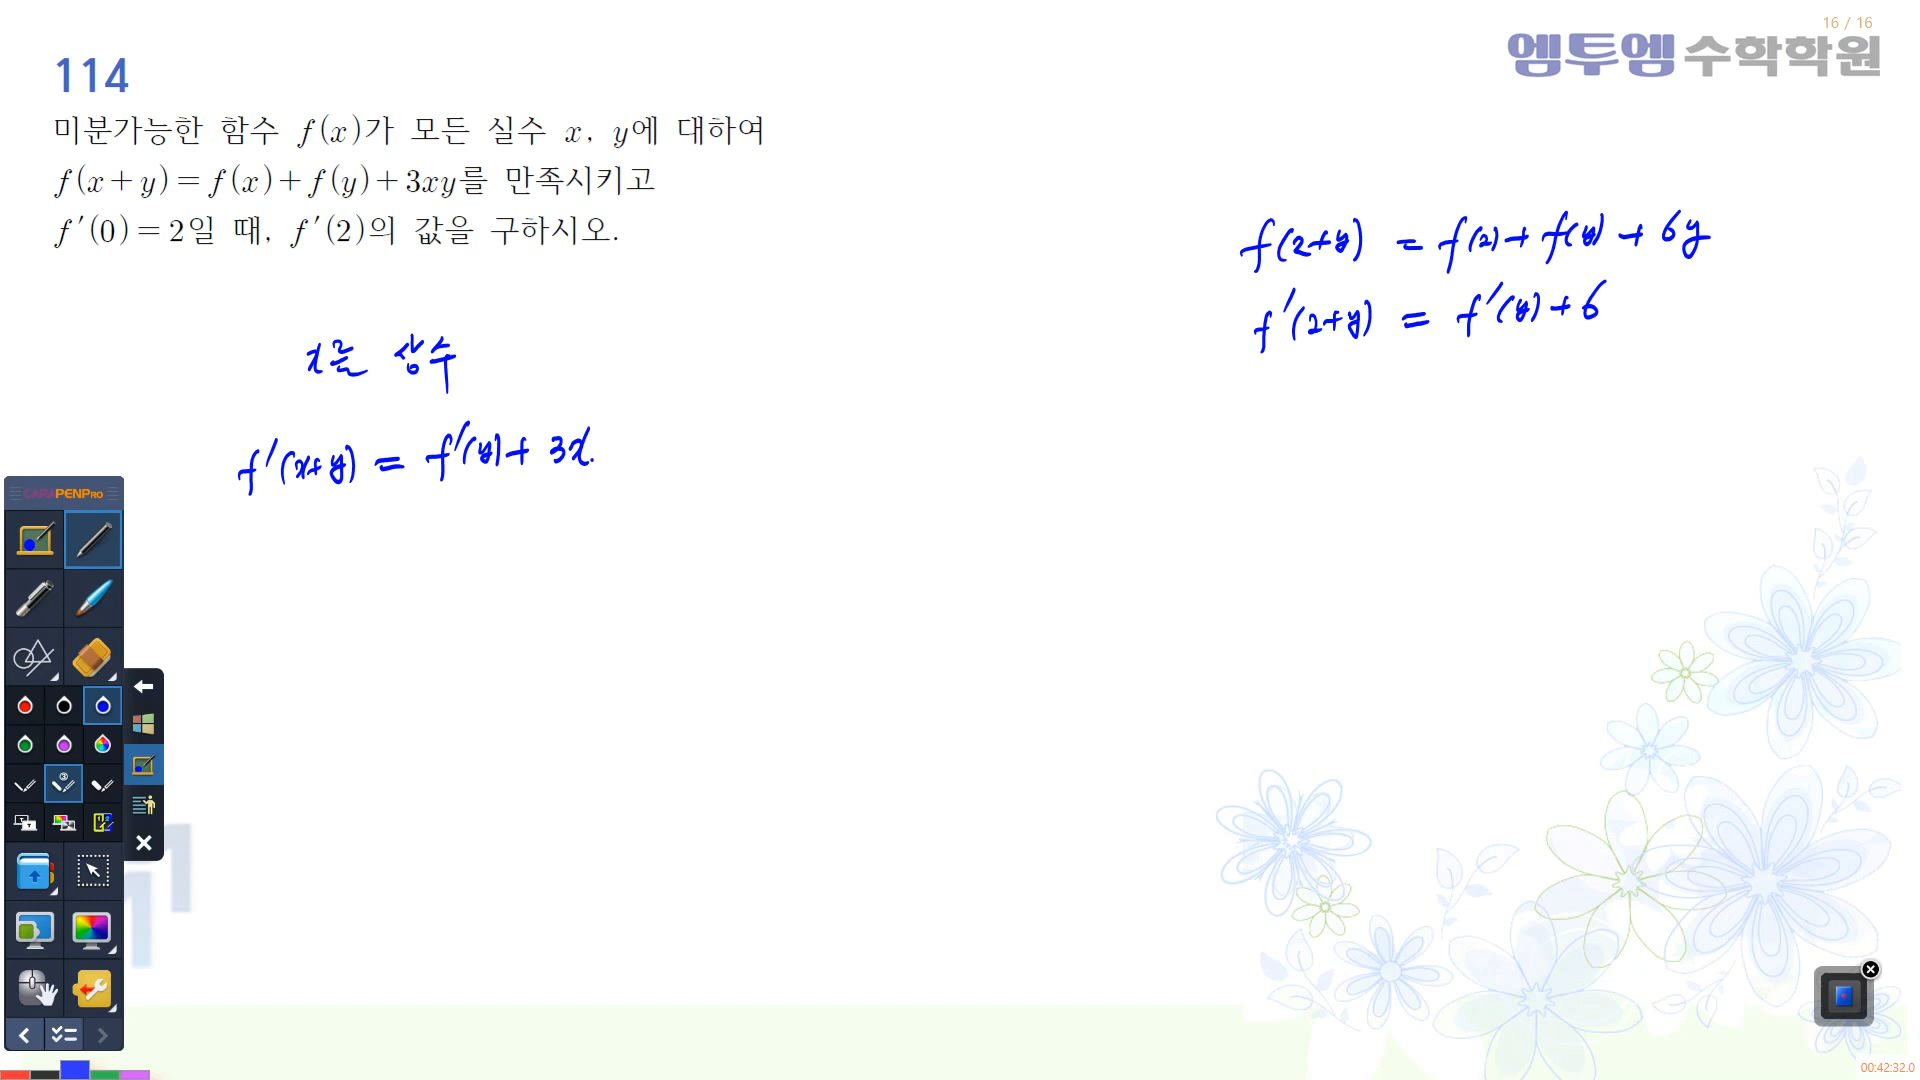 16 / 16
엠투엠 수학학원
114
미분가능한 함수 f(x)가 모든 실수 x, y에 대하여
f(x+y)=f(x)+f(y)+3xy를 만족시키고
f′(0)=2일 때, f′(2)의 값을 구하시오.
f(2+y) = f(2)+f(y)+6y
f′(2+y) = f′(y)+6
x를 상수
f′(x+y) = f′(y)+3x.
CARAPENPRO
00:42:32.0